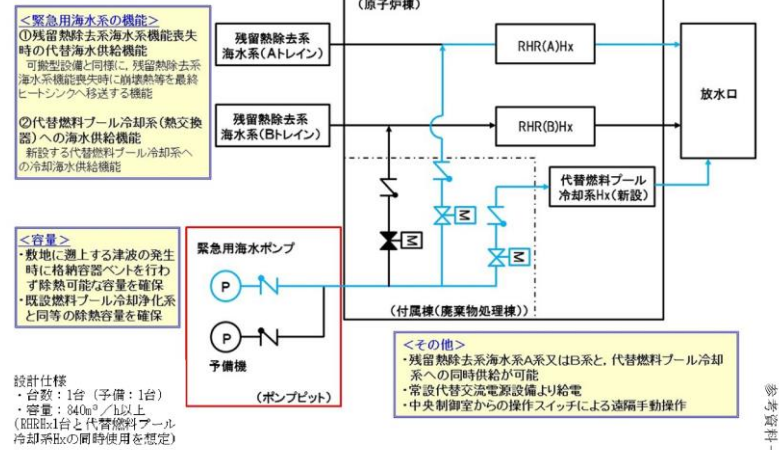 (原子炉棟)
<緊急用海水系の機能>
①残留熱除去系海水系機能喪失
時の代替海水供給機能
可搬型設備と同様に, 残留熱除去系
海水系機能喪失時に崩壊熱等を最終
ヒートシンクへ移送する機能
②代替燃料プール冷却系(熱交換
器)への海水供給機能
新設する代替燃料プール冷却系へ
の冷却海水供給機能
残留熱除去系
海水系(Aトレイン)
RHR(A)Hx
放水口
残留熱除去系
海水系(Bトレイン)
RHR(B)Hx
代替燃料プール
冷却系Hx(新設)
M
M
M
<容量>
・敷地に遡上する津波の発生
時に格納容器ベントを行わ
ず除熱可能な容量を確保
・既設燃料プール冷却浄化系
と同等の除熱容量を確保
緊急用海水ポンプ
P
P
予備機
(ポンプピット)
(付属棟(廃棄物処理棟))
<その他>
・残留熱除去系海水系A系又はB系と, 代替燃料プール冷却
系への同時供給が可能
・常設代替交流電源設備より給電
・中央制御室からの操作スイッチによる遠隔手動操作
設計仕様
・台数:1台 (予備:1台)
・容量:840m³/h以上
(RHRHx1台と代替燃料プール
冷却系Hxの同時使用を想定)
参考資料-